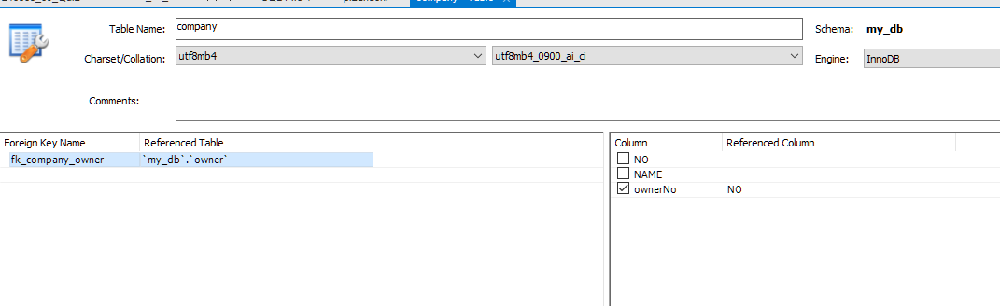 Table Name: company Schema: my_db
Charset/Collation: utf8mb4 utf8mb4_0900_ai_ci Engine: InnoDB
Comments:
Foreign Key Name Referenced Table
fk_company_owner `my_db`.`owner`
Column Referenced Column
NO
NAME
ownerNo NO